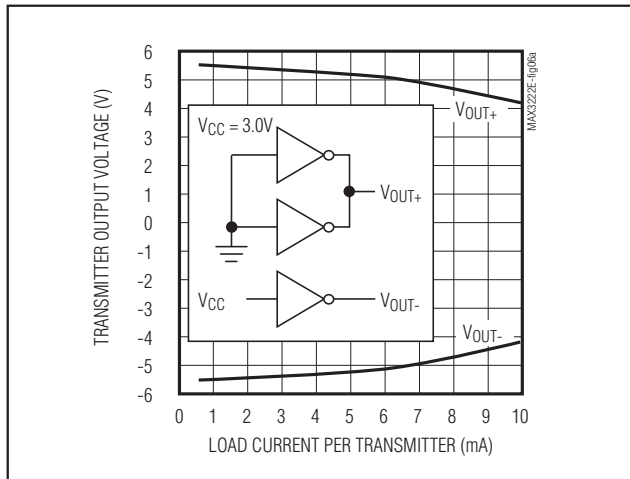 TRANSMITTER OUTPUT VOLTAGE (V)
6
5
4
3
2
1
0
-1
-2
-3
-4
-5
-6
MAX3222E-fig06a
VOUT+
VCC = 3.0V
VOUT+
VCC
VOUT-
VOUT-
0 1 2 3 4 5 6 7 8 9 10
LOAD CURRENT PER TRANSMITTER (mA)